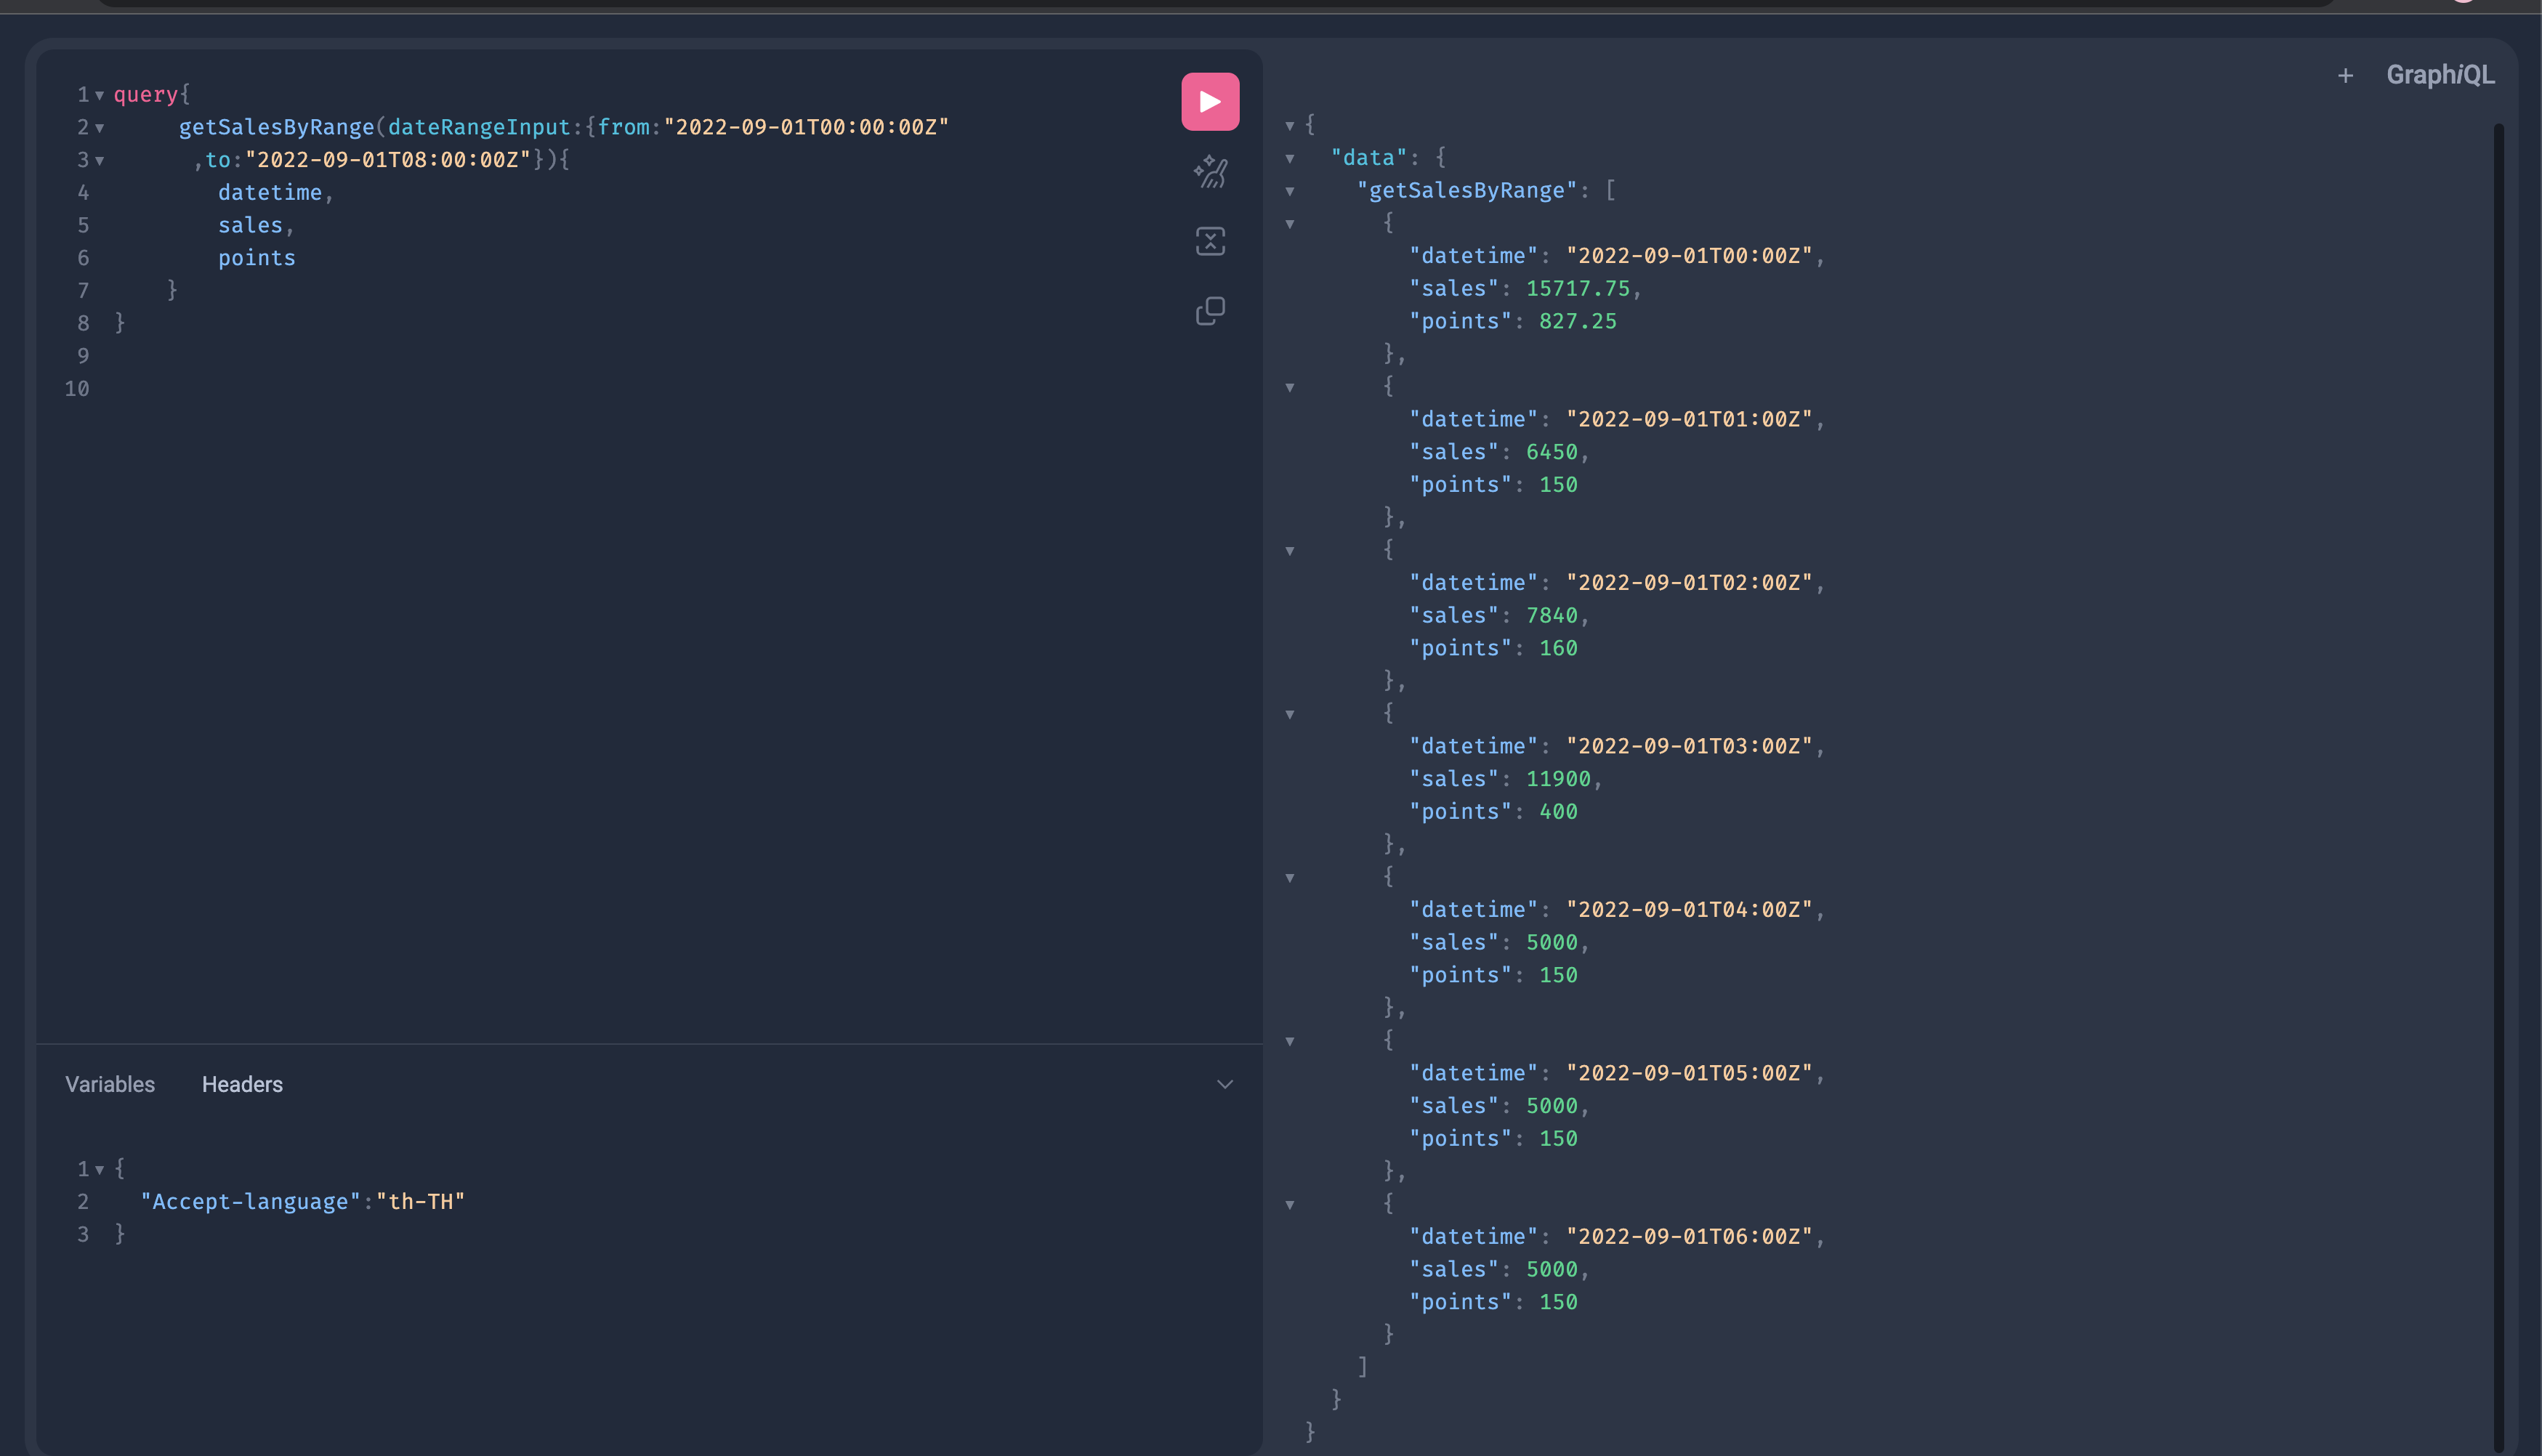 1 query{
2 getSalesByRange(dateRangeInput:{from:"2022-09-01T00:00:00Z"
3 ,to:"2022-09-01T08:00:00Z"}){
4 datetime,
5 sales,
6 points
7 }
8 }
9
10
Variables Headers
1 {
2 "Accept-language":"th-TH"
3 }
+ GraphiQL
{
"data": {
"getSalesByRange": [
{
"datetime": "2022-09-01T00:00Z",
"sales": 15717.75,
"points": 827.25
},
{
"datetime": "2022-09-01T01:00Z",
"sales": 6450,
"points": 150
},
{
"datetime": "2022-09-01T02:00Z",
"sales": 7840,
"points": 160
},
{
"datetime": "2022-09-01T03:00Z",
"sales": 11900,
"points": 400
},
{
"datetime": "2022-09-01T04:00Z",
"sales": 5000,
"points": 150
},
{
"datetime": "2022-09-01T05:00Z",
"sales": 5000,
"points": 150
},
{
"datetime": "2022-09-01T06:00Z",
"sales": 5000,
"points": 150
}
]
}
}